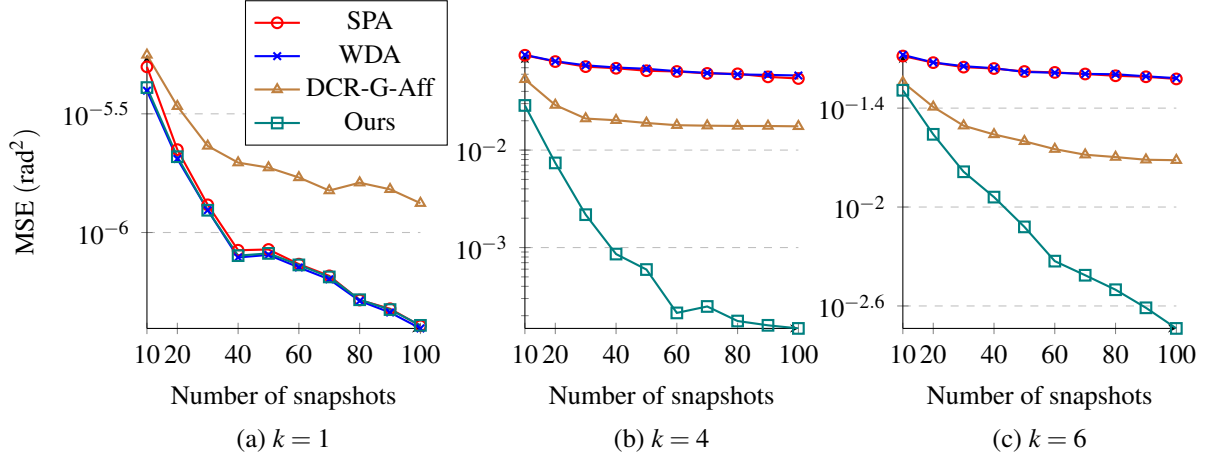 SPA
WDA
DCR-G-Aff
Ours
MSE (rad²)
10^−5.5
10^−6
10 20 40 60 80 100
Number of snapshots
(a) k = 1
10^−2
10^−3
10 20 40 60 80 100
Number of snapshots
(b) k = 4
10^−1.4
10^−2
10^−2.6
10 20 40 60 80 100
Number of snapshots
(c) k = 6